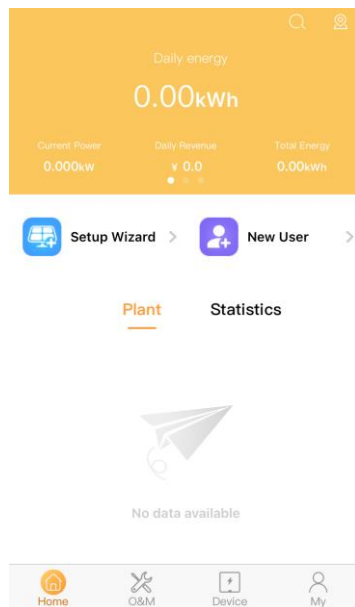 Daily energy
0.00kWh
Current Power Daily Revenue Total Energy
0.000kW ¥ 0.0 0.00kWh
Setup Wizard New User
Plant Statistics
No data available
Home O&M Device My